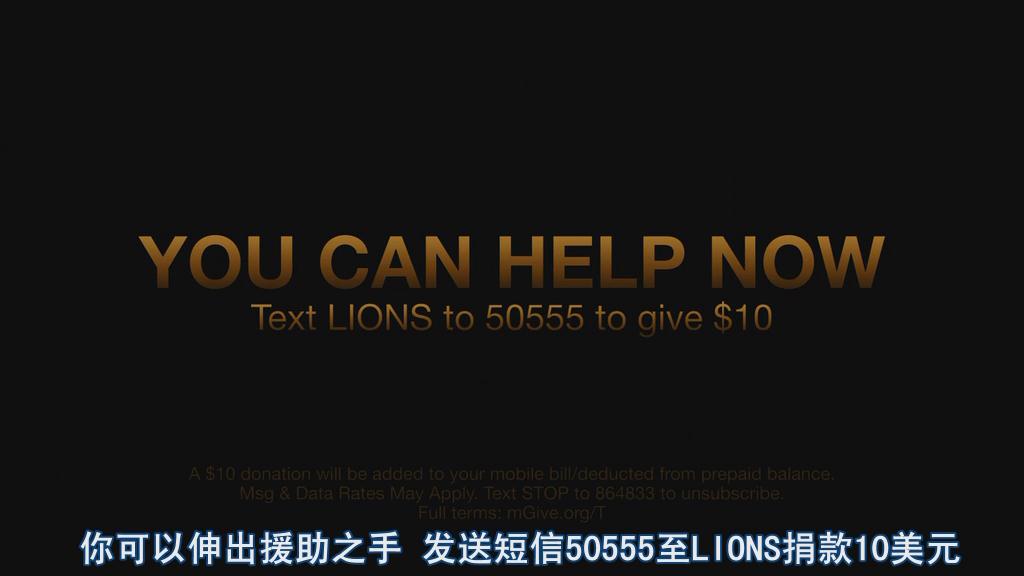 YOU CAN HELP NOW
Text LIONS to 50555 to give $10
A $10 donation will be added to your mobile bill/deducted from prepaid balance.
Msg & Data Rates May Apply. Text STOP to 864833 to unsubscribe.
Full terms: mGive.org/T
你可以伸出援助之手 发送短信50555至LIONS捐款10美元